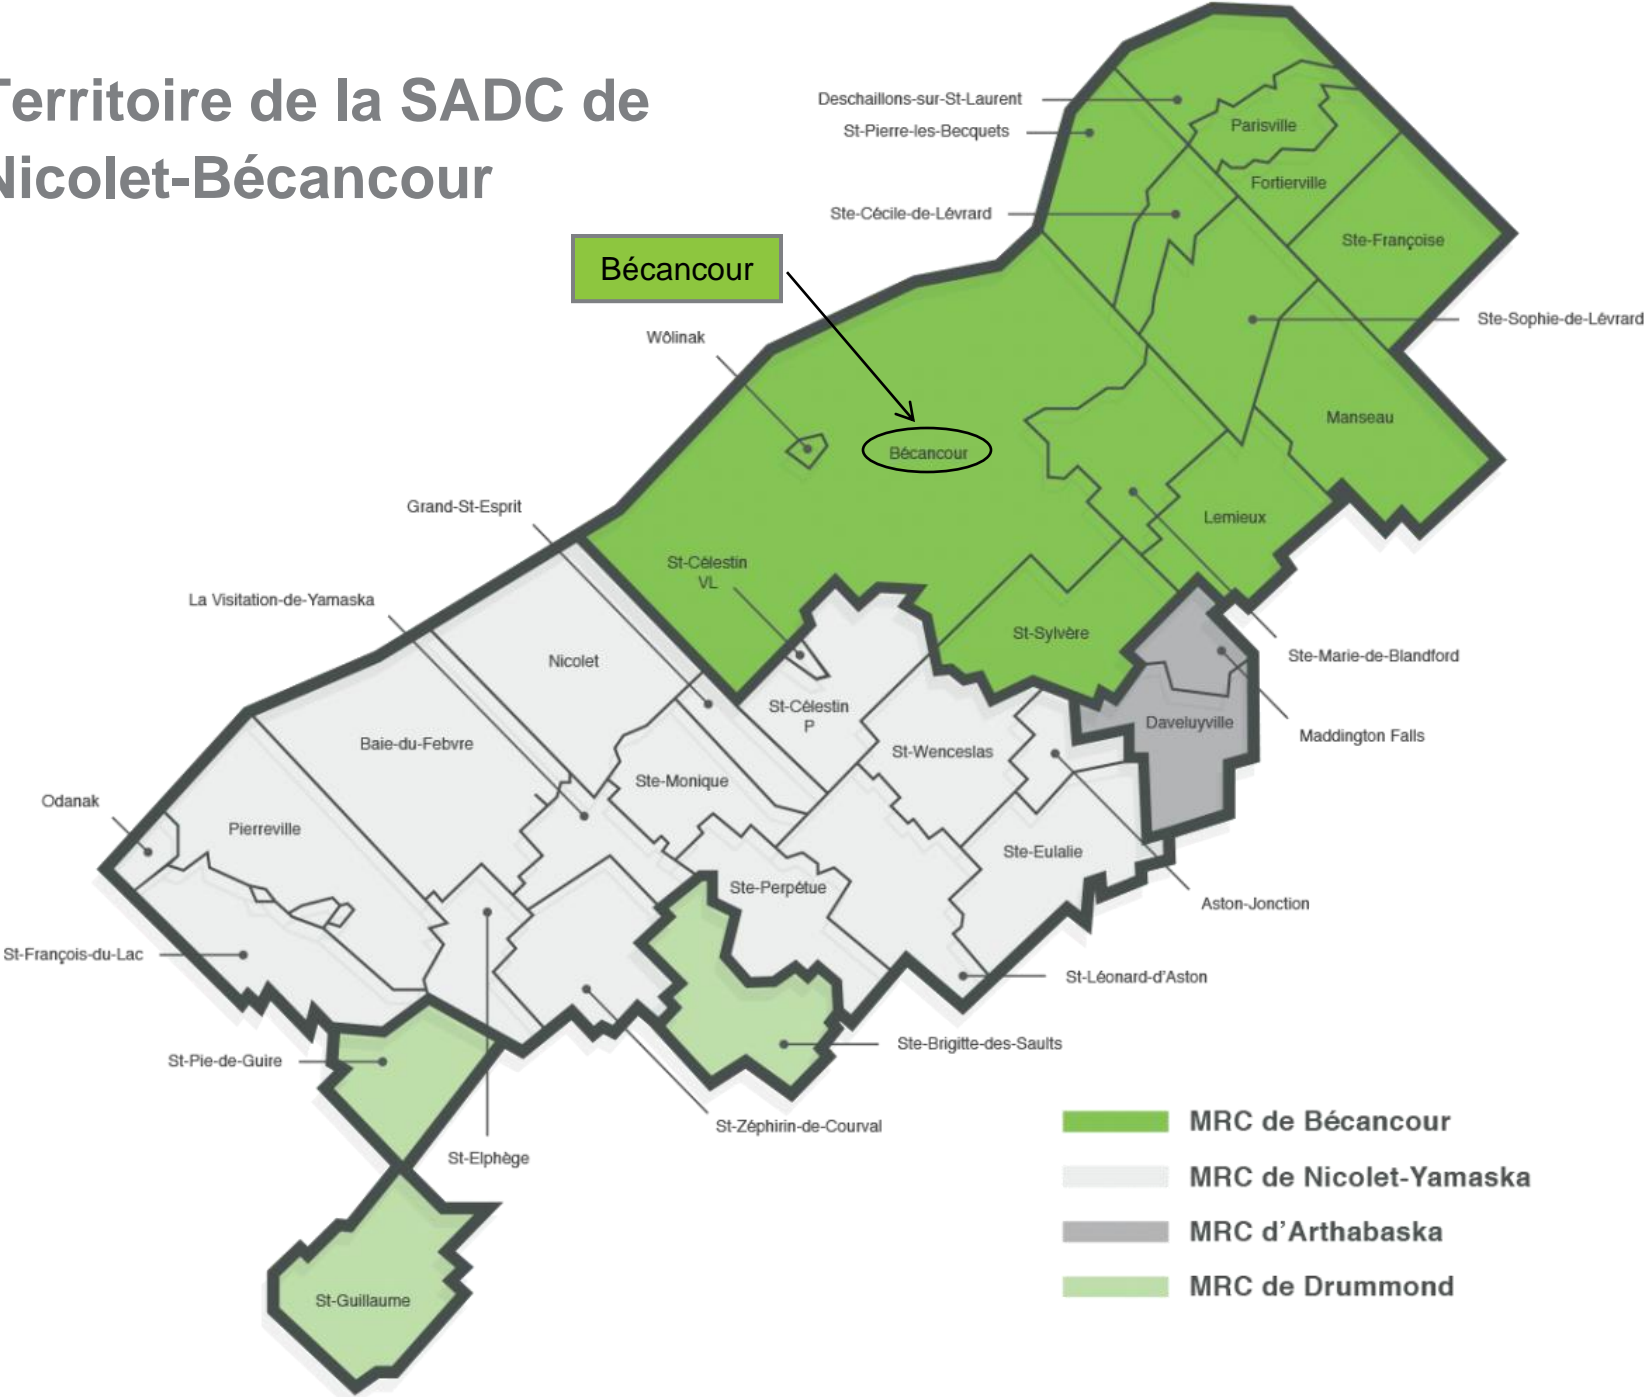 Territoire de la SADC de
Nicolet-Bécancour
Deschaillons-sur-St-Laurent
St-Pierre-les-Becquets
Parisville
Fortierville
Ste-Cécile-de-Lévrard
Ste-Françoise
Bécancour
Ste-Sophie-de-Lévrard
Wôlinak
Manseau
Bécancour
Grand-St-Esprit
Lemieux
St-Célestin
VL
La Visitation-de-Yamaska
St-Sylvère
Ste-Marie-de-Blandford
Nicolet
St-Célestin
P
Daveluyville
Maddington Falls
Baie-du-Febvre
St-Wenceslas
Ste-Monique
Odanak
Pierreville
Ste-Eulalie
Ste-Perpétue
Aston-Jonction
St-François-du-Lac
St-Léonard-d'Aston
Ste-Brigitte-des-Saults
St-Pie-de-Guire
St-Zéphirin-de-Courval
St-Elphège
St-Guillaume
MRC de Bécancour
MRC de Nicolet-Yamaska
MRC d'Arthabaska
MRC de Drummond